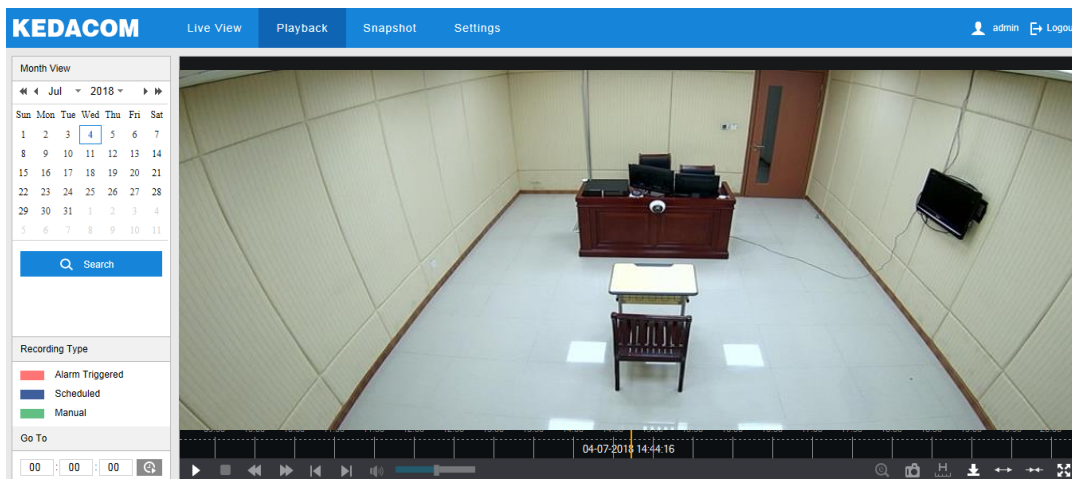 KEDACOM Live View Playback Snapshot Settings admin Logou
Month View
Jul 2018
Sun Mon Tue Wed Thu Fri Sat
1 2 3 4 5 6 7
8 9 10 11 12 13 14
15 16 17 18 19 20 21
22 23 24 25 26 27 28
29 30 31 1 2 3 4
5 6 7 8 9 10 11
Search
Recording Type
Alarm Triggered
Scheduled
Manual
Go To
04-07-2018 14:44:16
00 : 00 : 00
H